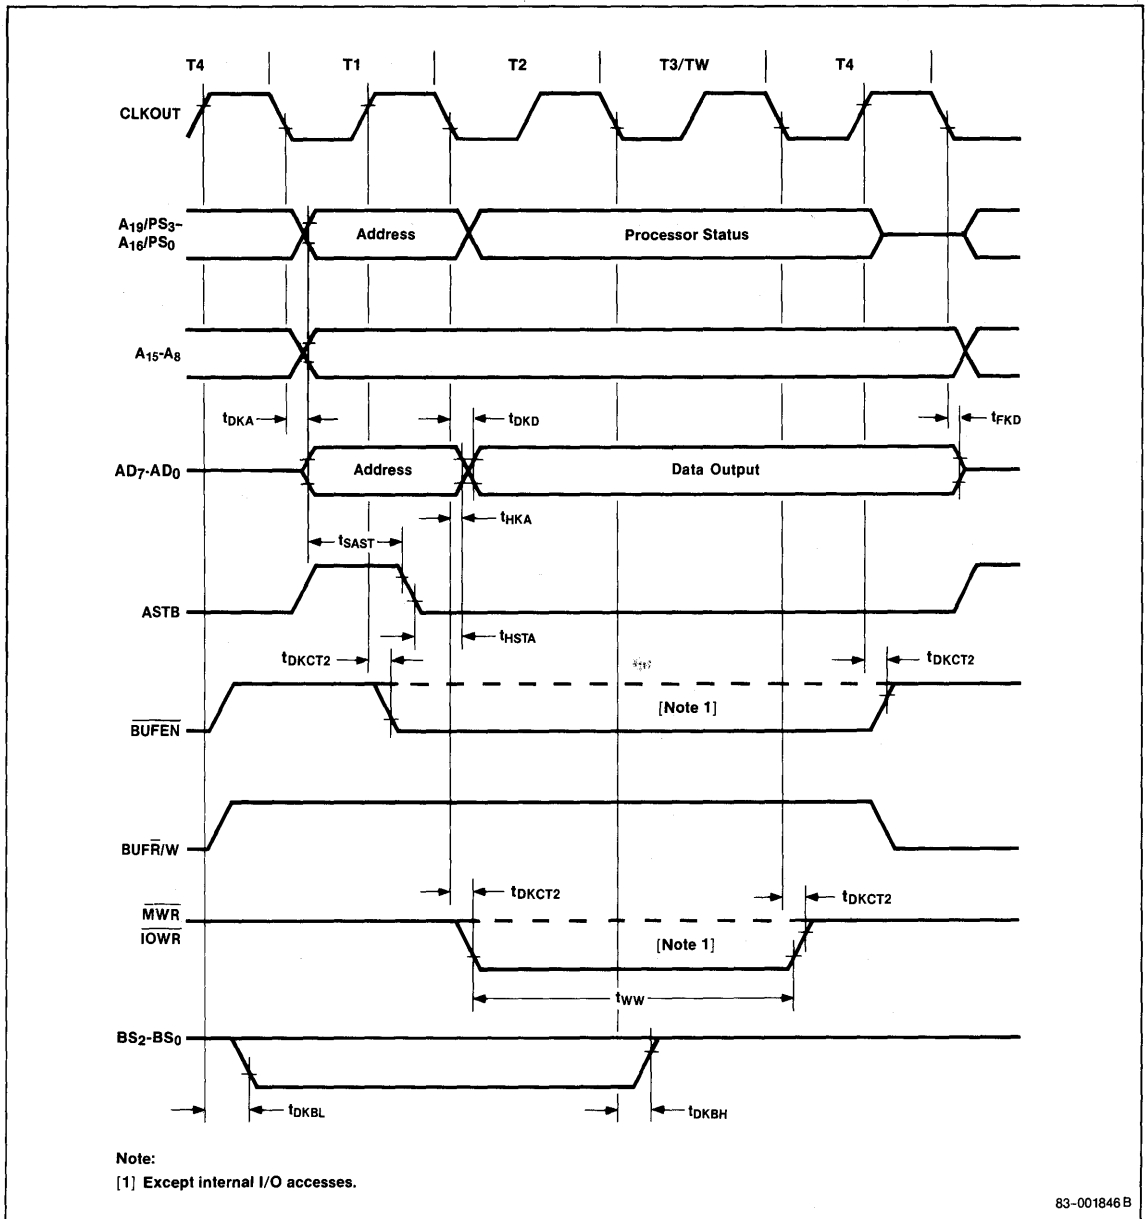 T4 T1 T2 T3/TW T4
CLKOUT
A19/PS3–
A16/PS0
Address Processor Status
A15-A8
tDKA tDKD tFKD
AD7-AD0 Address Data Output
tHKA
tSAST
ASTB
tHSTA
tDKCT2 tDKCT2
BUFEN [Note 1]
BUFR/W
tDKCT2 tDKCT2
MWR
IOWR [Note 1]
tWW
BS2-BS0
tDKBL tDKBH
Note:
[1] Except internal I/O accesses.
83-001846 B